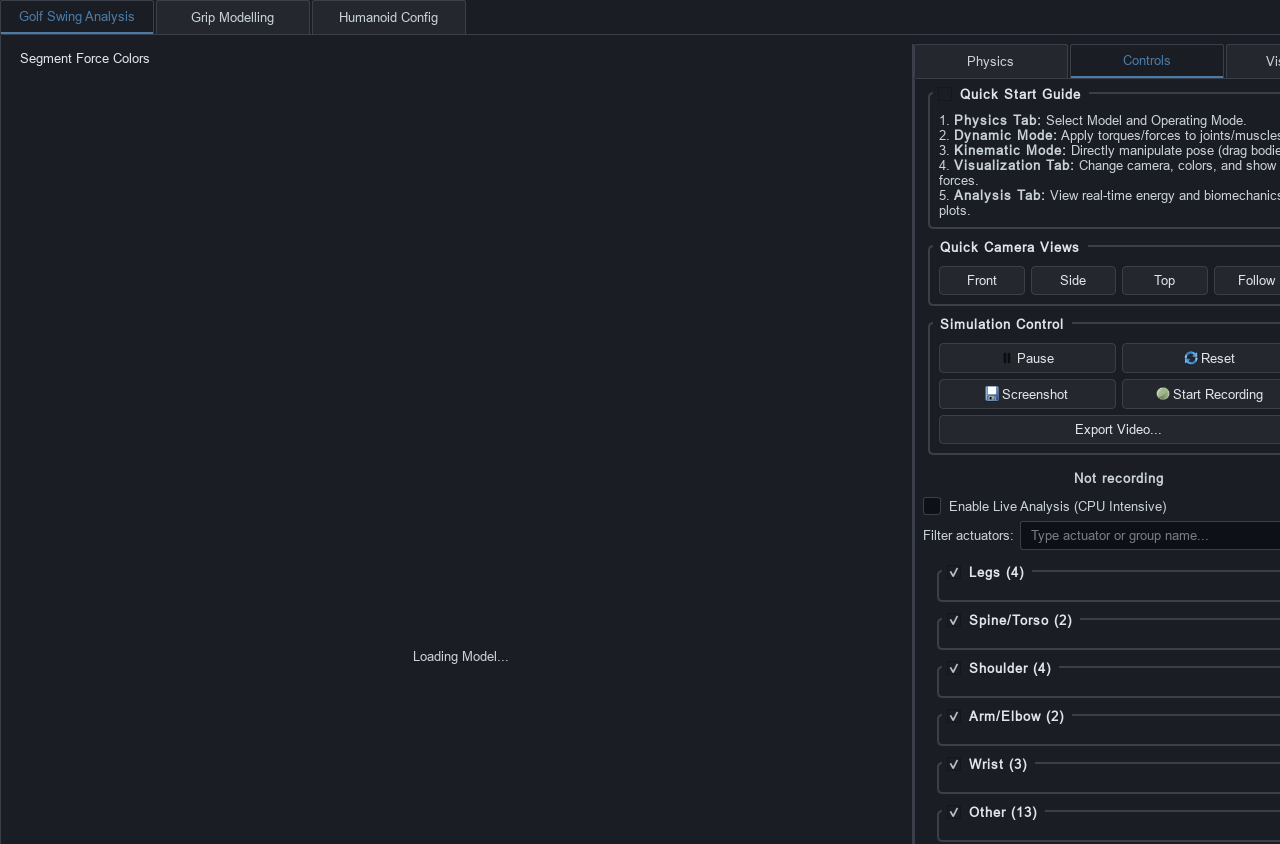 Golf Swing Analysis
Grip Modelling
Humanoid Config
Segment Force Colors
Loading Model...
Physics
Controls
Quick Start Guide
1. Physics Tab: Select Model and Operating Mode.
2. Dynamic Mode: Apply torques/forces to joints/muscles
3. Kinematic Mode: Directly manipulate pose (drag bodie
4. Visualization Tab: Change camera, colors, and show
forces.
5. Analysis Tab: View real-time energy and biomechanics
plots.
Quick Camera Views
Front
Side
Top
Follow
Simulation Control
Pause
Reset
Screenshot
Start Recording
Export Video...
Not recording
Enable Live Analysis (CPU Intensive)
Filter actuators:
Type actuator or group name...
Legs (4)
Spine/Torso (2)
Shoulder (4)
Arm/Elbow (2)
Wrist (3)
Other (13)